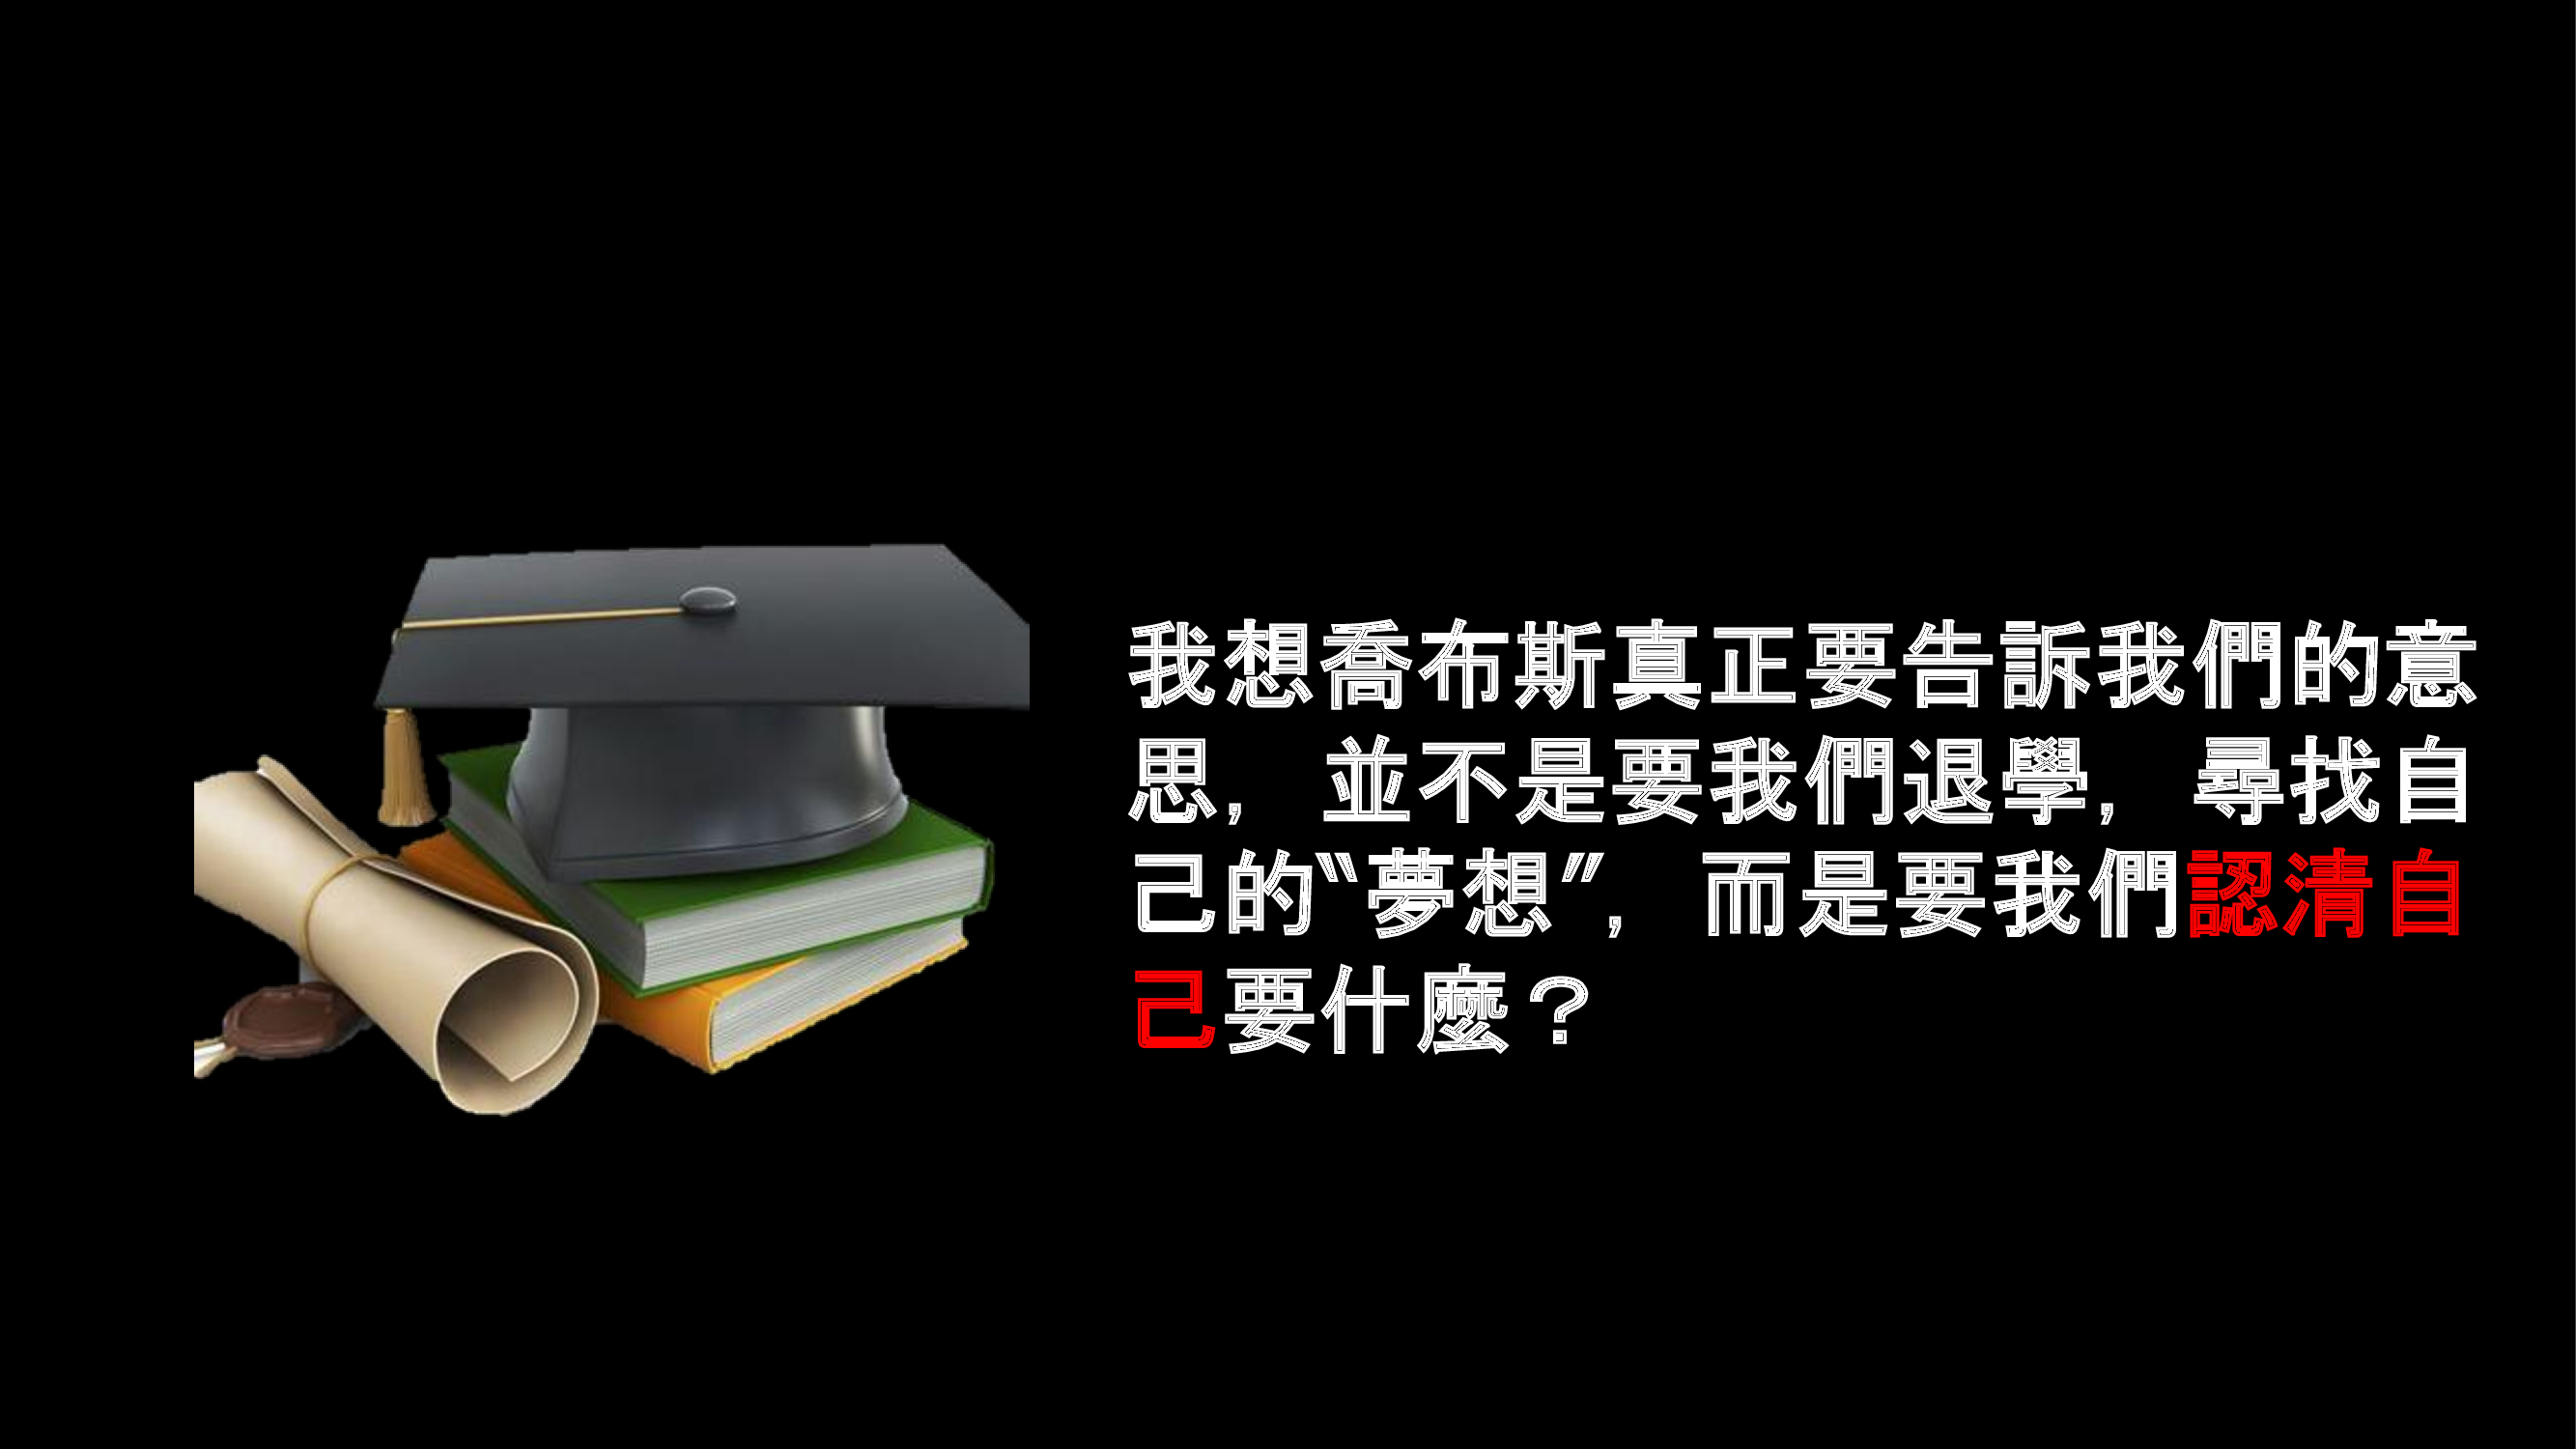 我想喬布斯真正要告訴我們的意
思，並不是要我們退學，尋找自
己的“夢想”，而是要我們認清自
己要什麼？